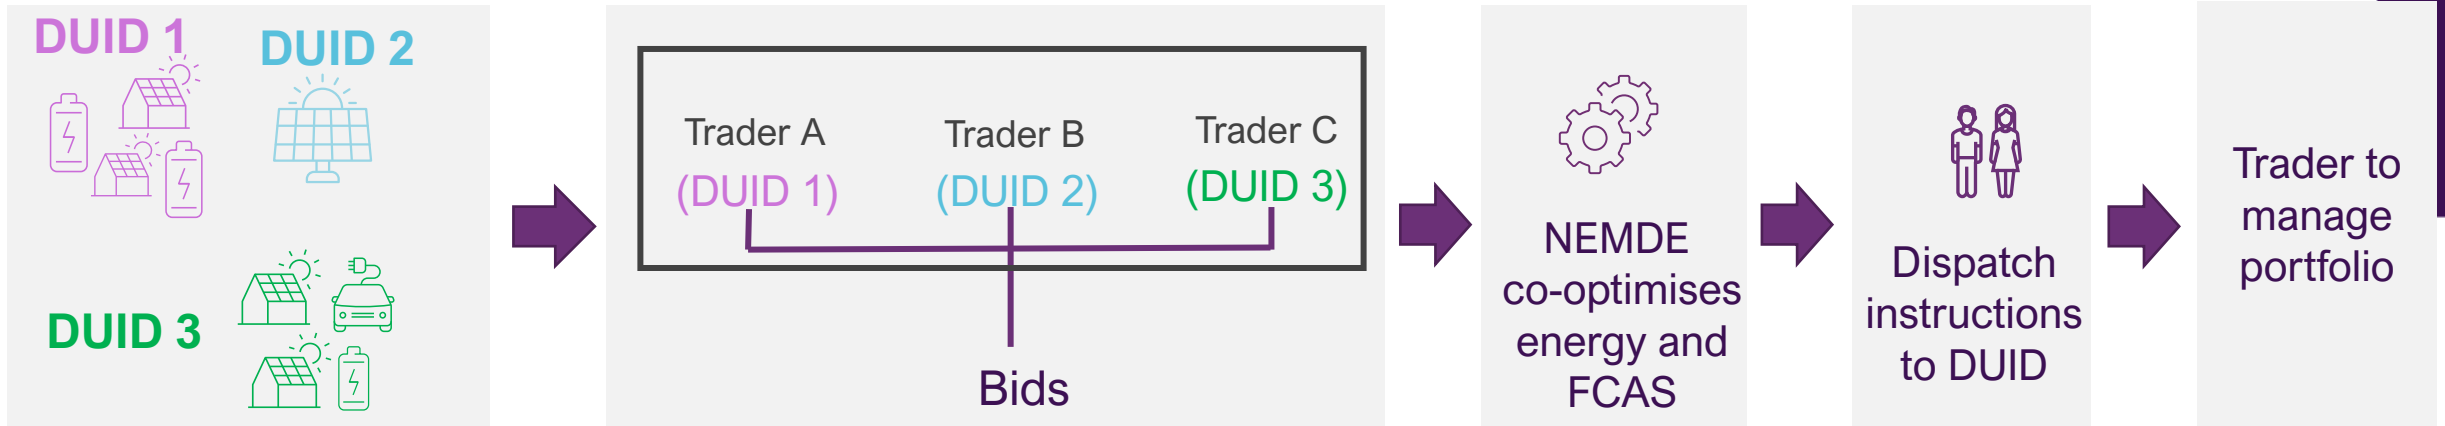 DUID 1
DUID 2
DUID 3
Trader A
(DUID 1)
Trader B
(DUID 2)
Trader C
(DUID 3)
Bids
NEMDE
co-optimises
energy and
FCAS
Dispatch
instructions
to DUID
Trader to
manage
portfolio